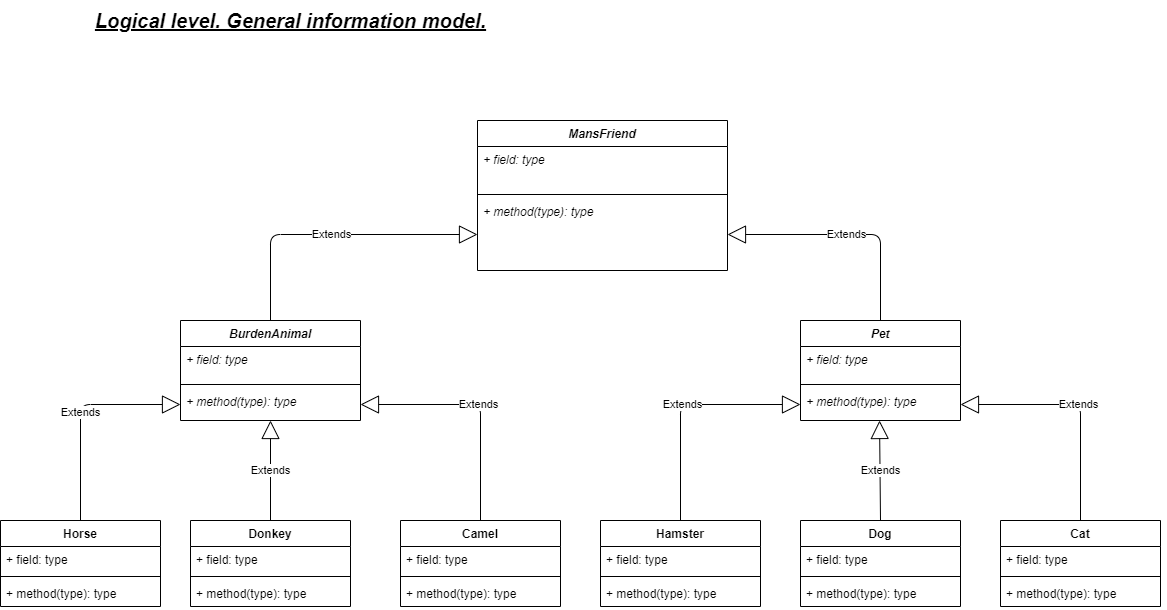 Logical level. General information model.
MansFriend
+ field: type
+ method(type): type
Extends
Extends
BurdenAnimal
+ field: type
+ method(type): type
Pet
+ field: type
+ method(type): type
Extends
Extends
Extends
Extends
Extends
Extends
Horse
+ field: type
+ method(type): type
Donkey
+ field: type
+ method(type): type
Camel
+ field: type
+ method(type): type
Hamster
+ field: type
+ method(type): type
Dog
+ field: type
+ method(type): type
Cat
+ field: type
+ method(type): type